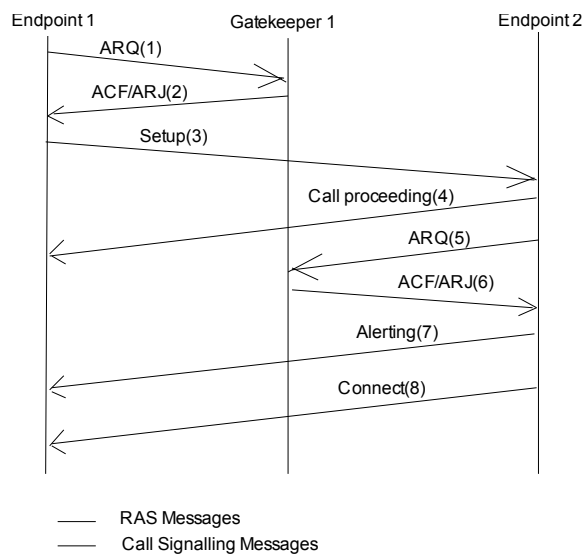 Endpoint 1
Gatekeeper 1
Endpoint 2
ARQ(1)
ACF/ARJ(2)
Setup(3)
Call proceeding(4)
ARQ(5)
ACF/ARJ(6)
Alerting(7)
Connect(8)
RAS Messages
Call Signalling Messages